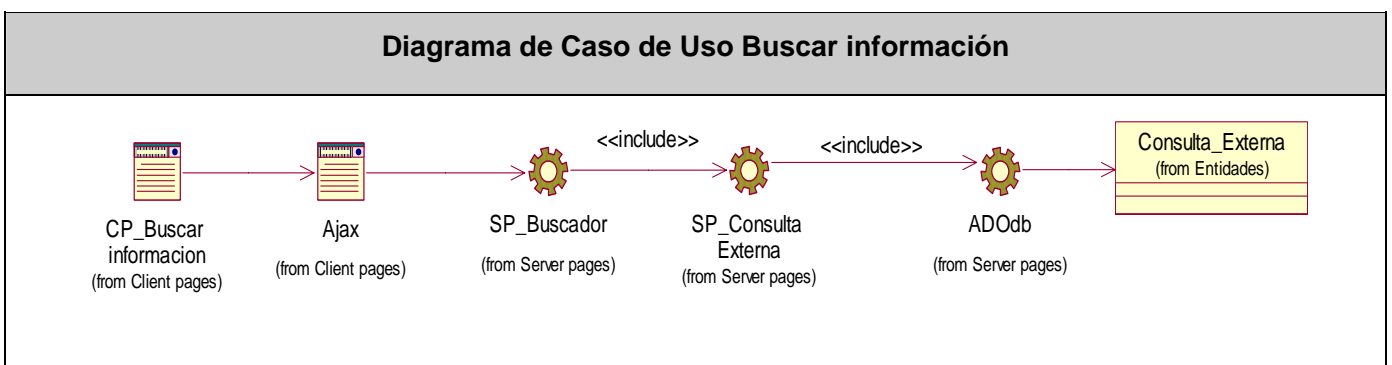 Diagrama de Caso de Uso Buscar información
<<include>>
<<include>>
Consulta_Externa
(from Entidades)
CP_Buscar
informacion
(from Client pages)
Ajax
(from Client pages)
SP_Buscador
(from Server pages)
SP_Consulta
Externa
(from Server pages)
ADOdb
(from Server pages)